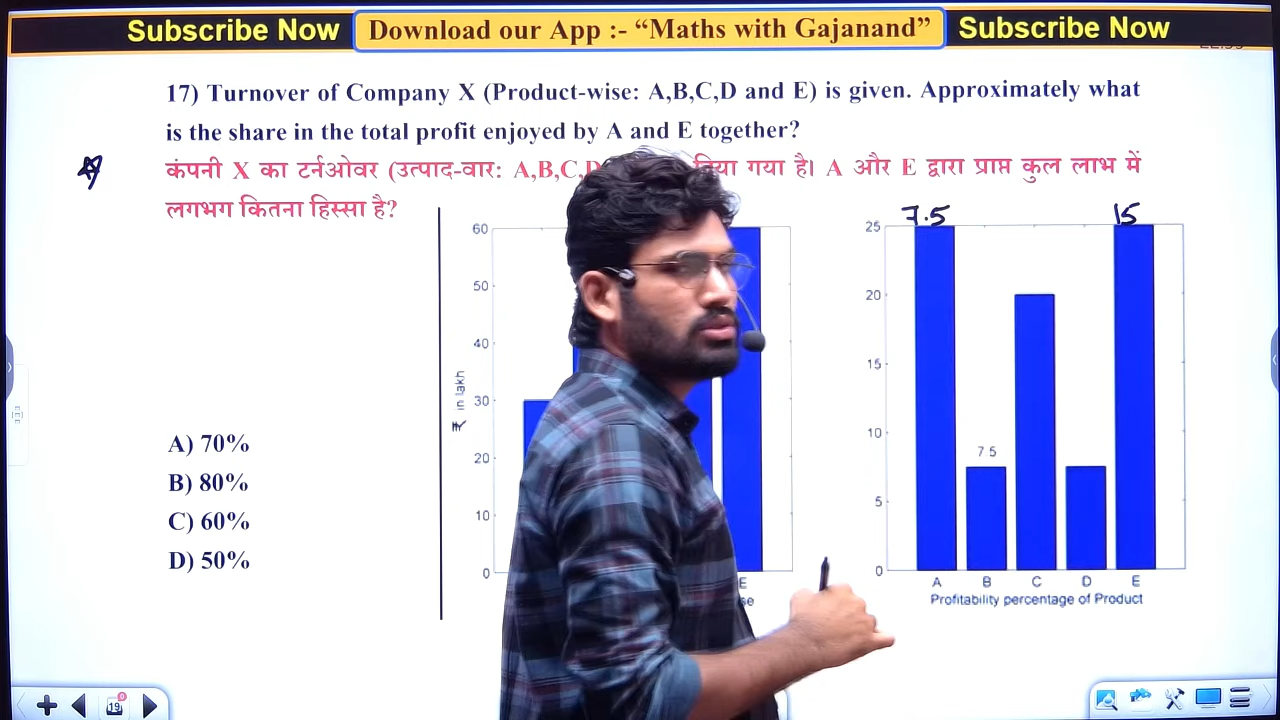 Subscribe Now
Download our App :- “Maths with Gajanand”
Subscribe Now
17) Turnover of Company X (Product-wise: A,B,C,D and E) is given. Approximately what
is the share in the total profit enjoyed by A and E together?
कंपनी X का टर्नओवर (उत्पाद-वार: A,B,C,D गया है। A और E द्वारा प्राप्त कुल लाभ में
लगभग कितना हिस्सा है?
A) 70%
B) 80%
C) 60%
D) 50%
60
50
40
30
20
10
0
₹ in lakh
E
7.5
15
25
20
15
10
5
0
7 5
A B C D E
Profitability percentage of Product
19